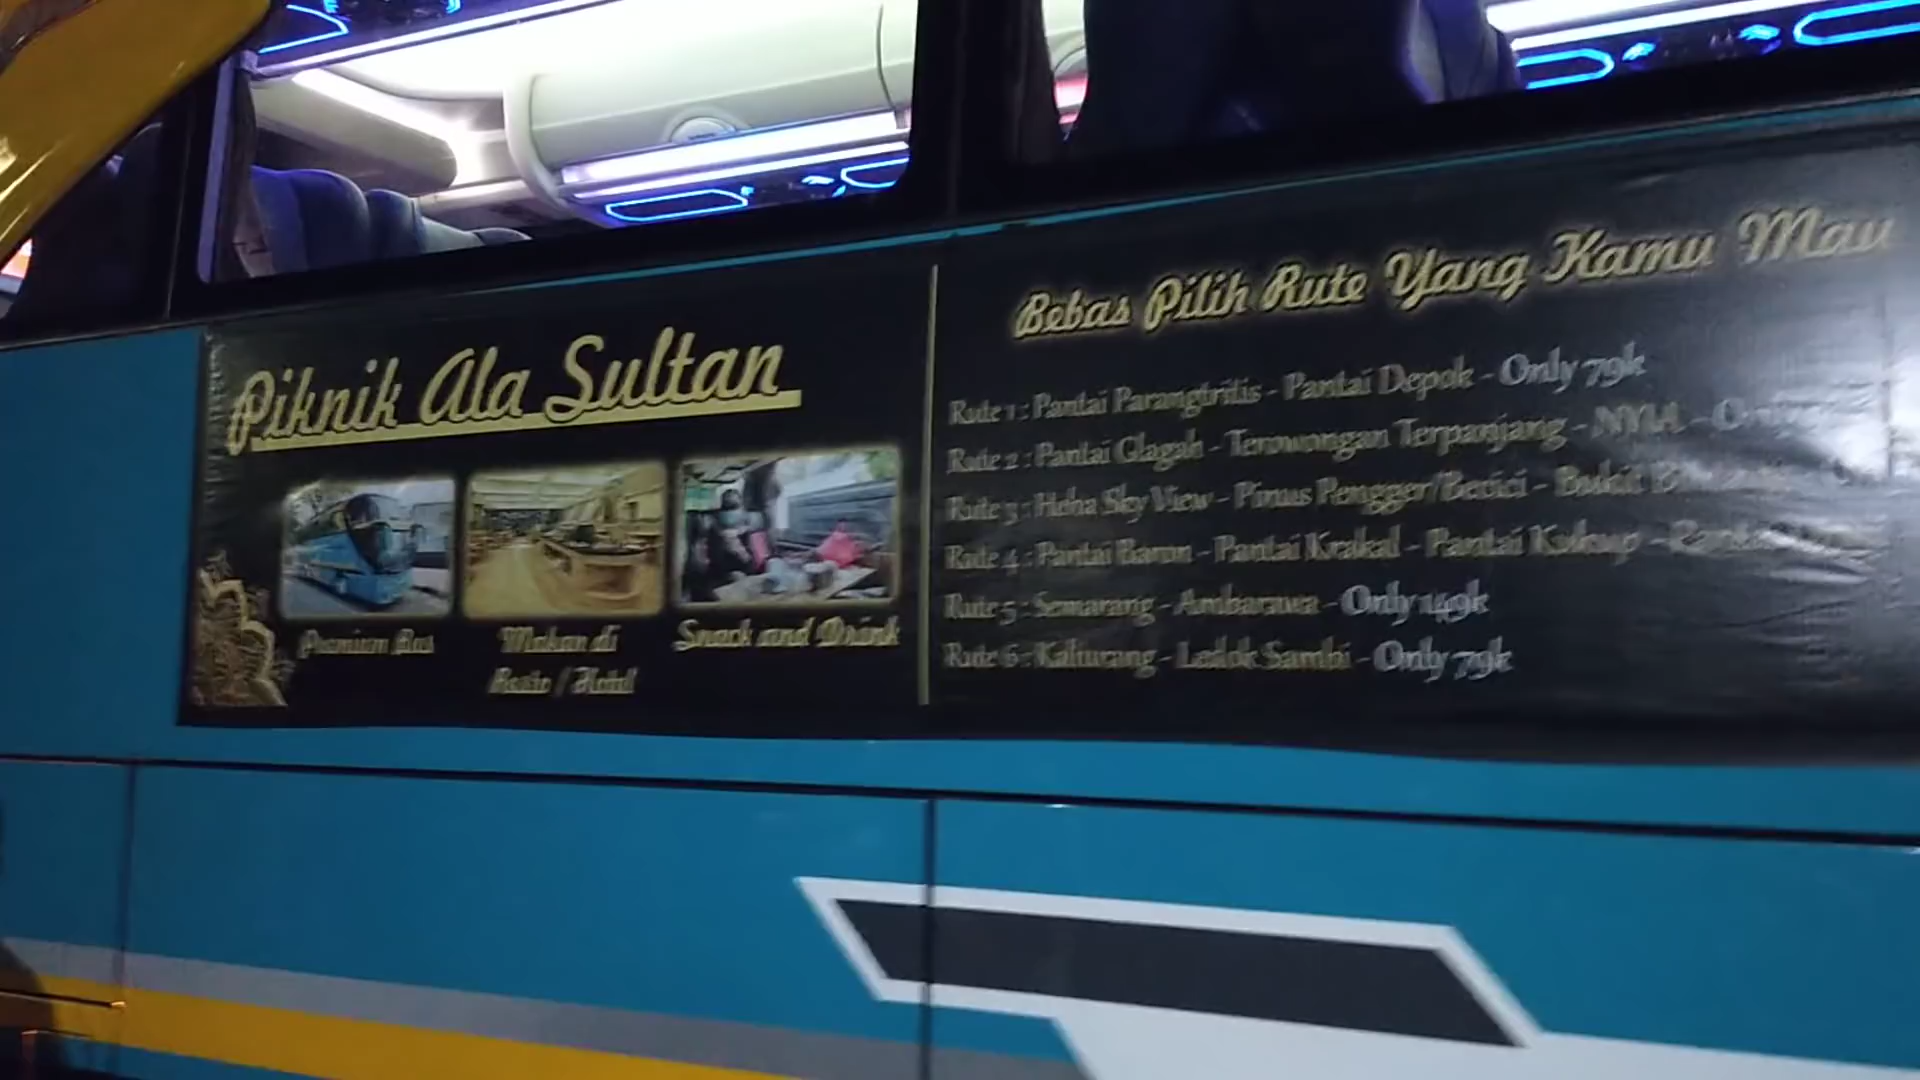 Piknik Ala Sultan
Premium Bus
Makan di
Resto / Hotel
Snack and Drink
Bebas Pilih Rute Yang Kamu Mau
Rute 1 : Pantai Parangtritis - Pantai Depok - Only 79k
Rute 2 : Pantai Glagah - Terowongan Terpanjang - NYIA -
Rute 3 : Heha Sky View - Pinus Pengger/Becici - Bukit
Rute 4 : Pantai Baron - Pantai Krakal - Pantai Kukup - Pantai
Rute 5 : Semarang - Ambarawa - Only 149k
Rute 6 : Kaliurang - Ledok Sambi - Only 79k